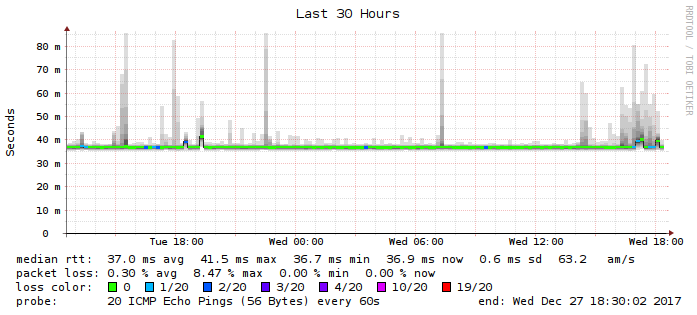 Last 30 Hours
RRDTOOL / TOBI OETIKER
Seconds
80 m
70 m
60 m
50 m
40 m
30 m
20 m
10 m
0
Tue 18:00 Wed 00:00 Wed 06:00 Wed 12:00 Wed 18:00
median rtt: 37.0 ms avg 41.5 ms max 36.7 ms min 36.9 ms now 0.6 ms sd 63.2 am/s
packet loss: 0.30 % avg 8.47 % max 0.00 % min 0.00 % now
loss color: 0 1/20 2/20 3/20 4/20 10/20 19/20
probe: 20 ICMP Echo Pings (56 Bytes) every 60s end: Wed Dec 27 18:30:02 2017